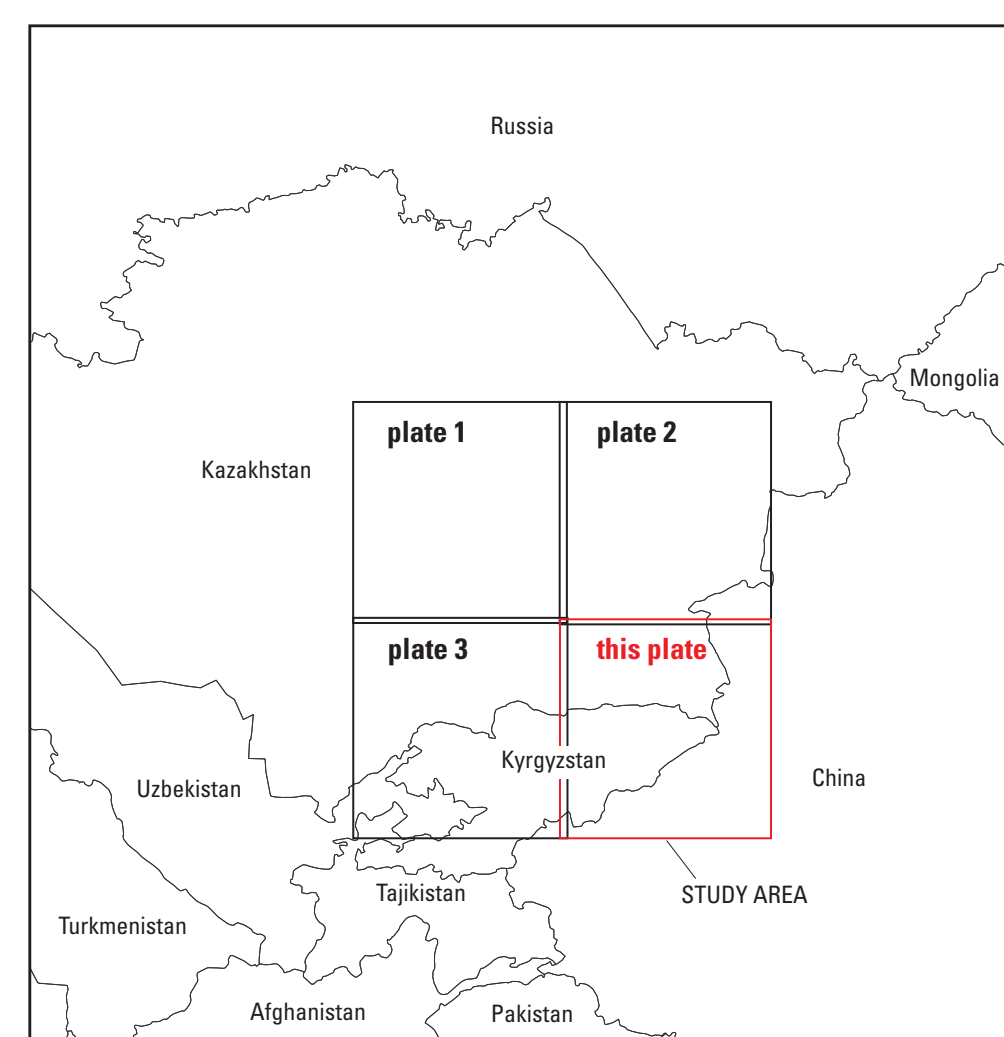 Russia
Mongolia
plate 1
plate 2
Kazakhstan
plate 3
this plate
Kyrgyzstan
China
Uzbekistan
Tajikistan
STUDY AREA
Turkmenistan
Afghanistan
Pakistan